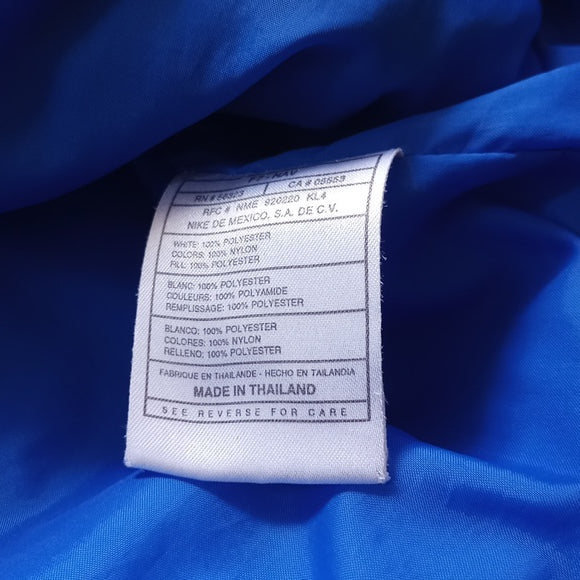 RN # 56323 CA # 05553
RFC # NME 920220 KL4
NIKE DE MEXICO, S.A. DE C.V.
WHITE: 100% POLYESTER
COLORS: 100% NYLON
FILL: 100% POLYESTER
BLANC: 100% POLYESTER
COULEURS: 100% POLYAMIDE
REMPLISSAGE: 100% POLYESTER
BLANCO: 100% POLYESTER
COLORES: 100% NYLON
RELLENO: 100% POLYESTER
FABRIQUE EN THAILANDE - HECHO EN TAILANDIA
MADE IN THAILAND
SEE REVERSE FOR CARE